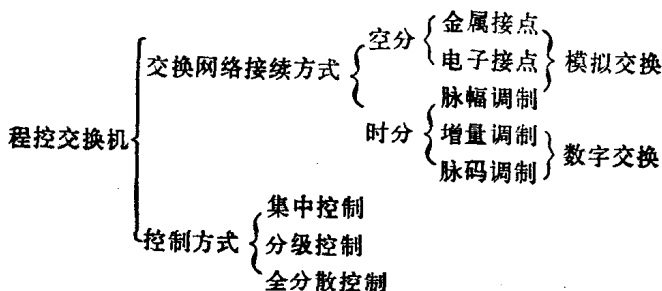 程控交换机
交换网络接续方式
空分
金属接点
电子接点
脉幅调制
模拟交换
时分
增量调制
脉码调制
数字交换
控制方式
集中控制
分级控制
全分散控制